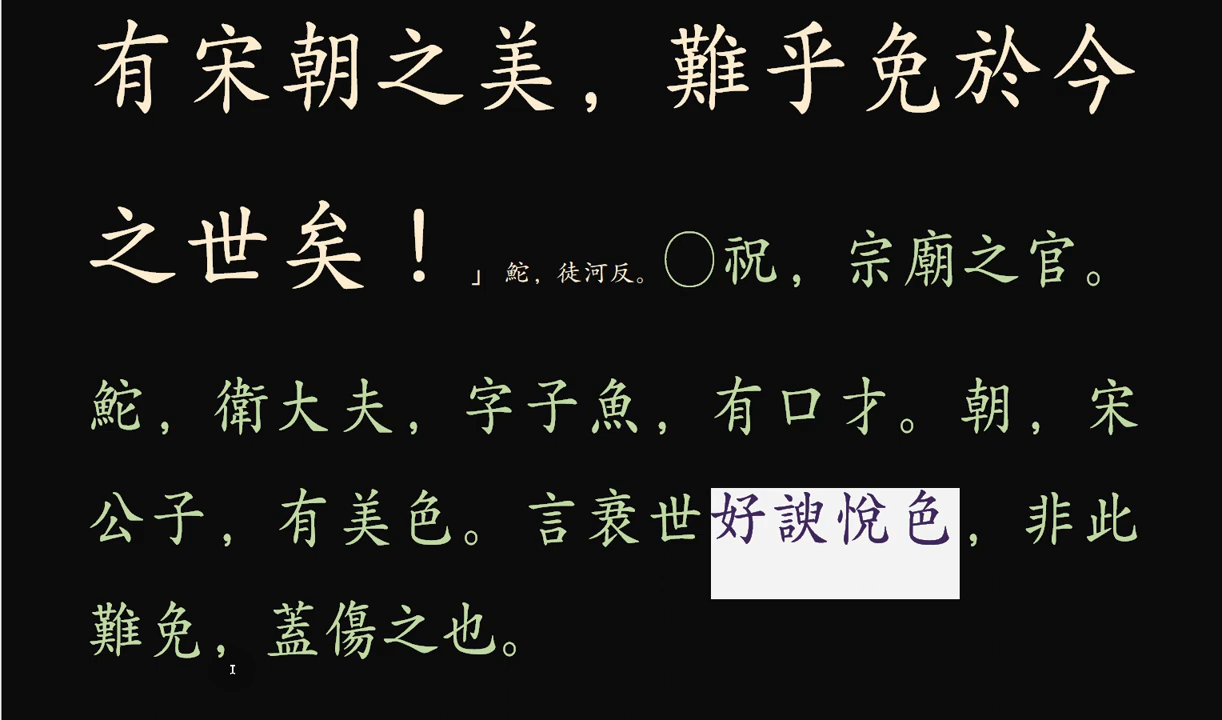 有宋朝之美，難乎免於今
之世矣！」鮀，徒河反。○祝，宗廟之官。
鮀，衛大夫，字子魚，有口才。朝，宋
公子，有美色。言衰世好諛悅色，非此
難免，蓋傷之也。